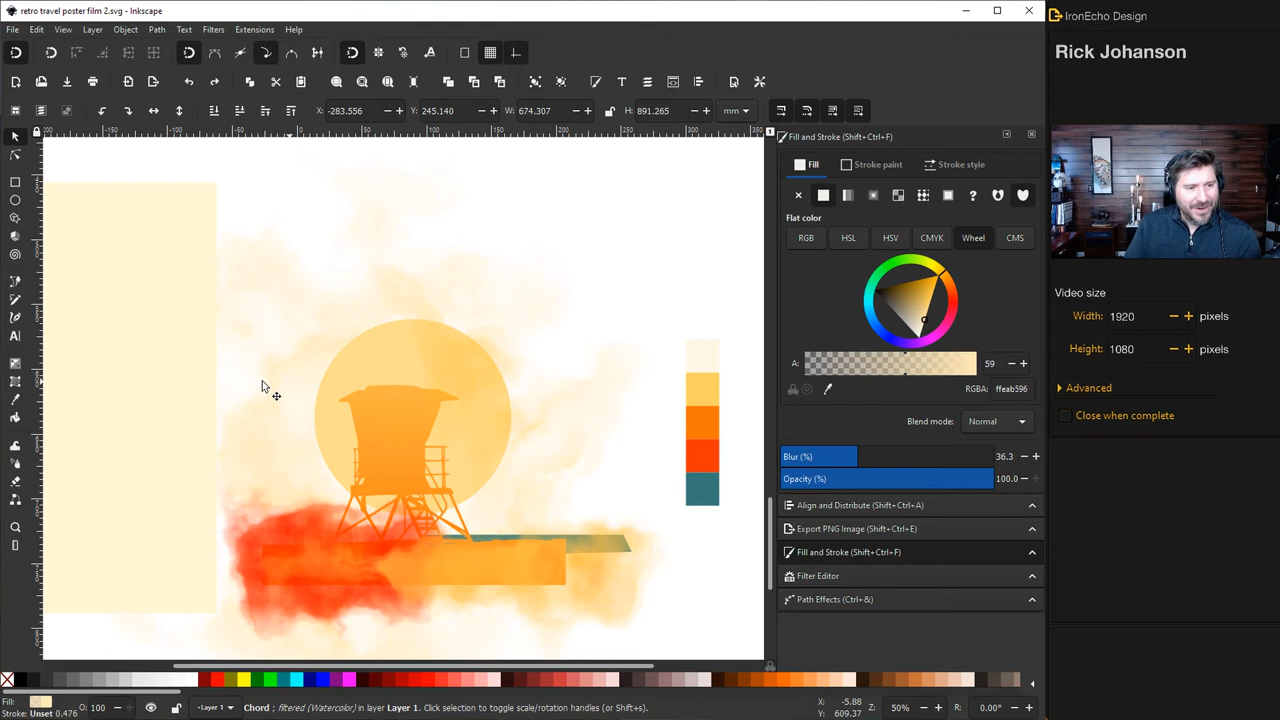 retro travel poster film 2.svg - Inkscape
IronEcho Design
File Edit View Layer Object Path Text Filters Extensions Help
Rick Johanson
X: -283.556 Y: 245.140 W: 674.307 H: 891.265 mm
Fill and Stroke (Shift+Ctrl+F)
Fill Stroke paint Stroke style
Flat color
RGB HSL HSV CMYK Wheel CMS
A: 59
RGBA: ffeab596
Blend mode: Normal
Blur (%) 36.3
Opacity (%) 100.0
Align and Distribute (Shift+Ctrl+A)
Export PNG Image (Shift+Ctrl+E)
Fill and Stroke (Shift+Ctrl+F)
Filter Editor
Path Effects (Ctrl+&)
Video size
Width: 1920 pixels
Height: 1080 pixels
Advanced
Close when complete
Fill:
Stroke: Unset 0.476
O: 100
-Layer 1
Chord ; filtered (Watercolor) in layer Layer 1. Click selection to toggle scale/rotation handles (or Shift+s).
X: -5.88
Y: 609.37
Z: 50%
R: 0.00°